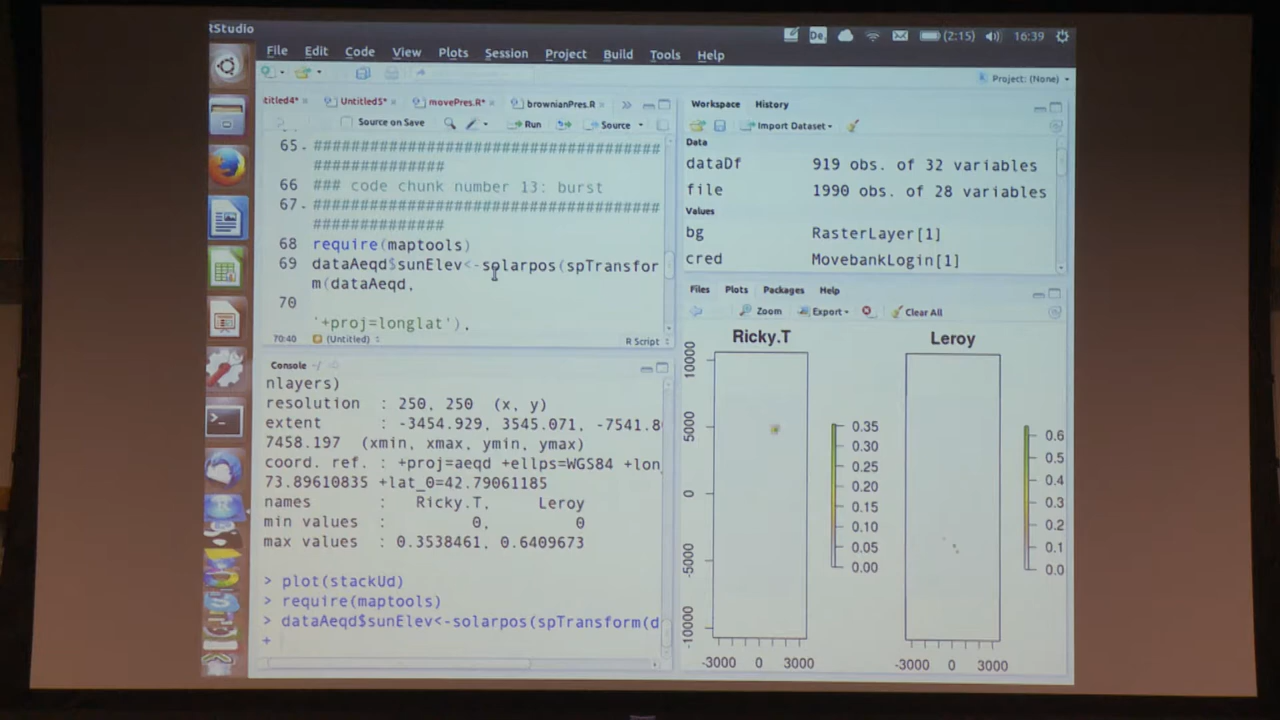 RStudio
De
(2:15)
16:39
File Edit Code View Plots Session Project Build Tools Help
Project: (None)
titled4* Untitled5* movePres.R* brownianPres.R
Source on Save Run Source
65 #####################################
##############
66 ### code chunk number 13: burst
67 #####################################
##############
68 require(maptools)
69 dataAeqd$sunElev<-solarpos(spTransfor
m(dataAeqd,
70
'+proj=longlat'),
70:40 (Untitled) R Script
Console ~/
nlayers)
resolution : 250, 250 (x, y)
extent : -3454.929, 3545.071, -7541.8
7458.197 (xmin, xmax, ymin, ymax)
coord. ref. : +proj=aeqd +ellps=WGS84 +lon
73.89610835 +lat_0=42.79061185
names : Ricky.T, Leroy
min values : 0, 0
max values : 0.3538461, 0.6409673
> plot(stackUd)
> require(maptools)
> dataAeqd$sunElev<-solarpos(spTransform(d
+
Workspace History
Import Dataset
Data
dataDf 919 obs. of 32 variables
file 1990 obs. of 28 variables
Values
bg RasterLayer[1]
cred MovebankLogin[1]
Files Plots Packages Help
Zoom Export Clear All
Ricky.T
10000
5000
0
-5000
-10000
-3000 0 3000
0.35
0.30
0.25
0.20
0.15
0.10
0.05
0.00
Leroy
-3000 0 3000
0.6
0.5
0.4
0.3
0.2
0.1
0.0